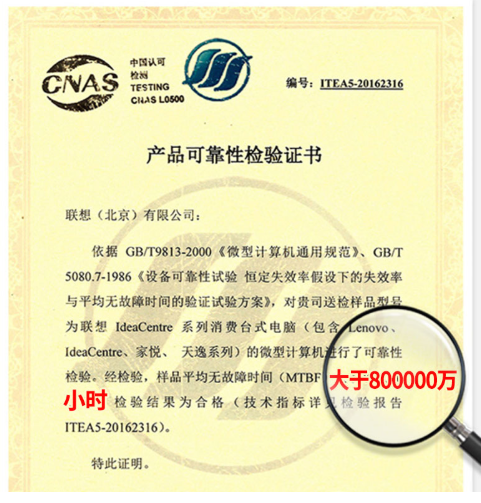 CNAS
中国认可
检测
TESTING
CNAS L0500
编号：ITEA5-20162316
产品可靠性检验证书
联想（北京）有限公司：
依据 GB/T9813-2000《微型计算机通用规范》、GB/T
5080.7-1986《设备可靠性试验 恒定失效率假设下的失效率
与平均无故障时间的验证试验方案》，对贵司送检样品型号
为联想 IdeaCentre 系列消费台式电脑（包含 Lenovo、
IdeaCentre、家悦、 天逸系列）的微型计算机进行了可靠性
检验。经检验，样品平均无故障时间（MTBF 大于800000万
小时 检验结果为合格（技术指标详见检验报告
ITEA5-20162316）。
特此证明。